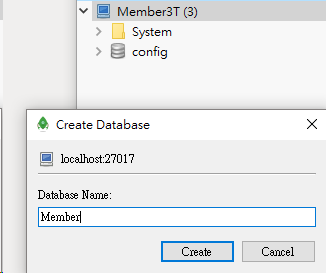 Member3T (3)
System
config
Create Database
localhost:27017
Database Name:
Member
Create
Cancel